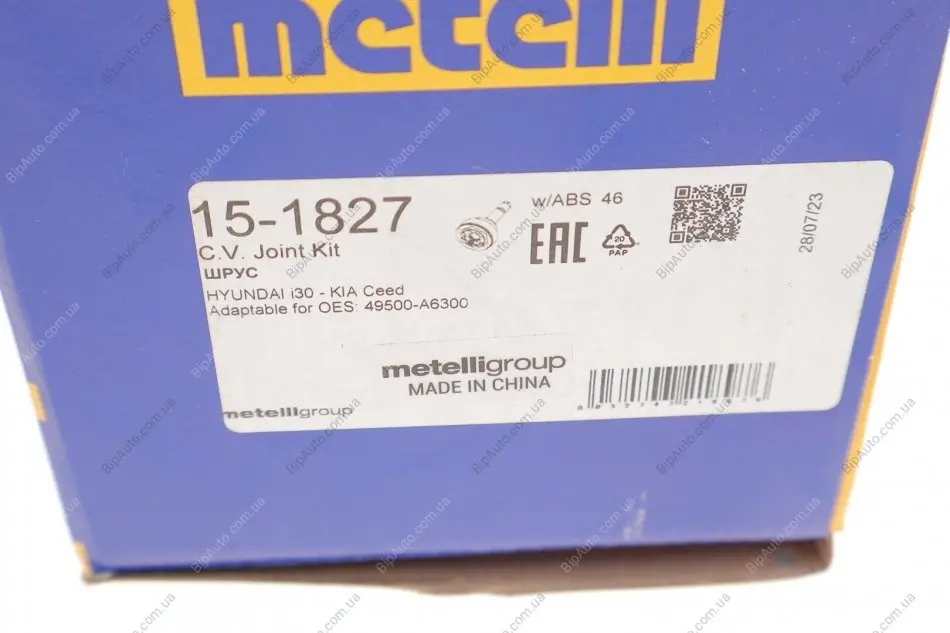 metelli
15-1827
C.V. Joint Kit
ШРУС
HYUNDAI i30 - KIA Ceed
Adaptable for OES: 49500-A6300
w/ABS 46
EAC
20
PAP
28/07/23
metelligroup
MADE IN CHINA
metelligroup
BipAuto.com.ua